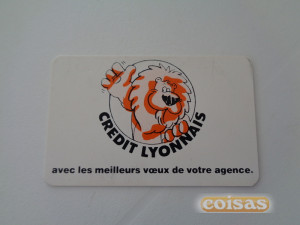 CREDIT LYONNAIS
avec les meilleurs vœux de votre agence.
coisas